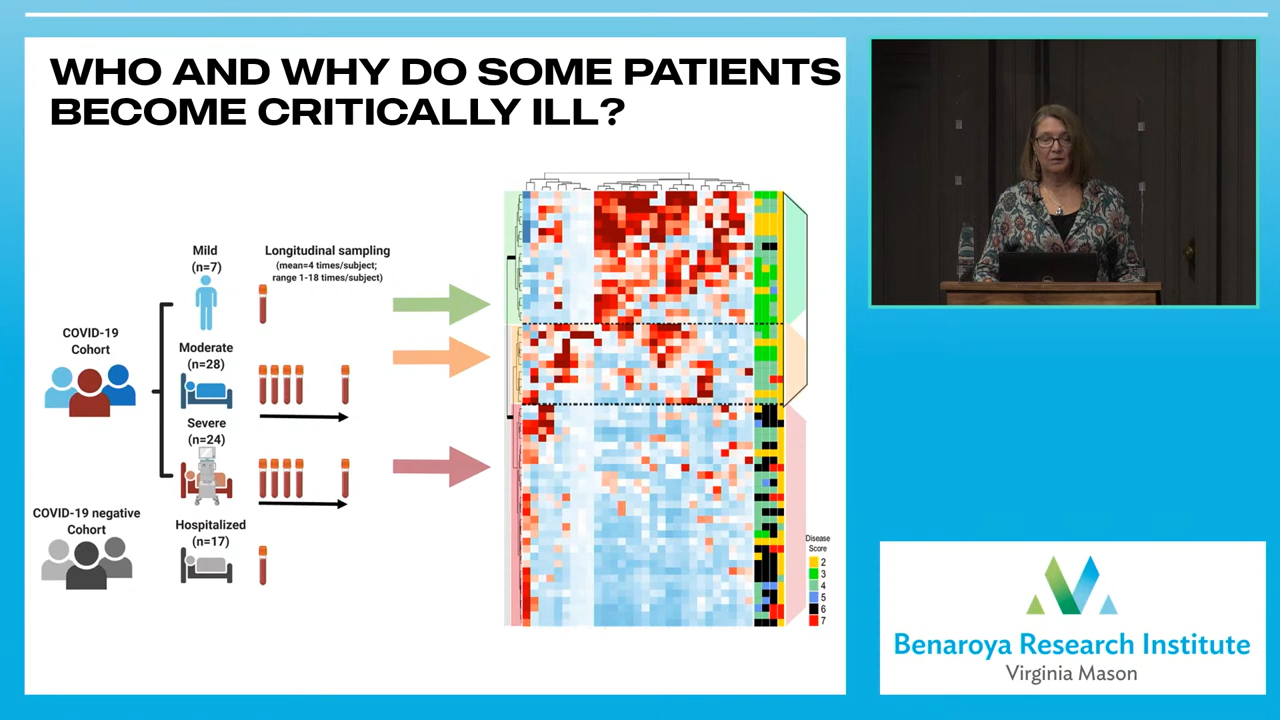 WHO AND WHY DO SOME PATIENTS
BECOME CRITICALLY ILL?
Mild
(n=7)
Longitudinal sampling
(mean=4 times/subject;
range 1-18 times/subject)
COVID-19
Cohort
Moderate
(n=28)
Severe
(n=24)
COVID-19 negative
Cohort
Hospitalized
(n=17)
Disease
Score
2
3
4
5
6
7
Benaroya Research Institute
Virginia Mason